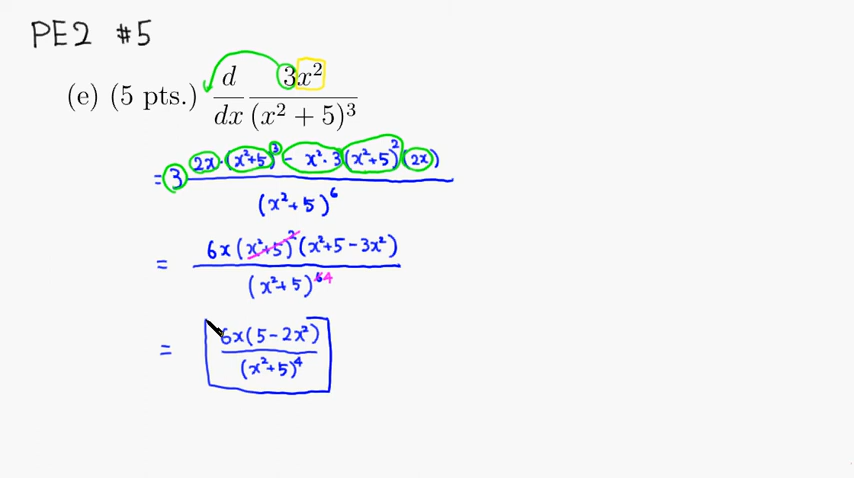 PE2 #5
(e) (5 pts.) d/dx 3x²/(x² + 5)³
= 3 (2x·(x²+5)³ − x²·3(x²+5)²(2x))/(x²+5)⁶
= 6x(x²+5)²(x²+5−3x²)/(x²+5)⁶⁴
= 6x(5−2x²)/(x²+5)⁴